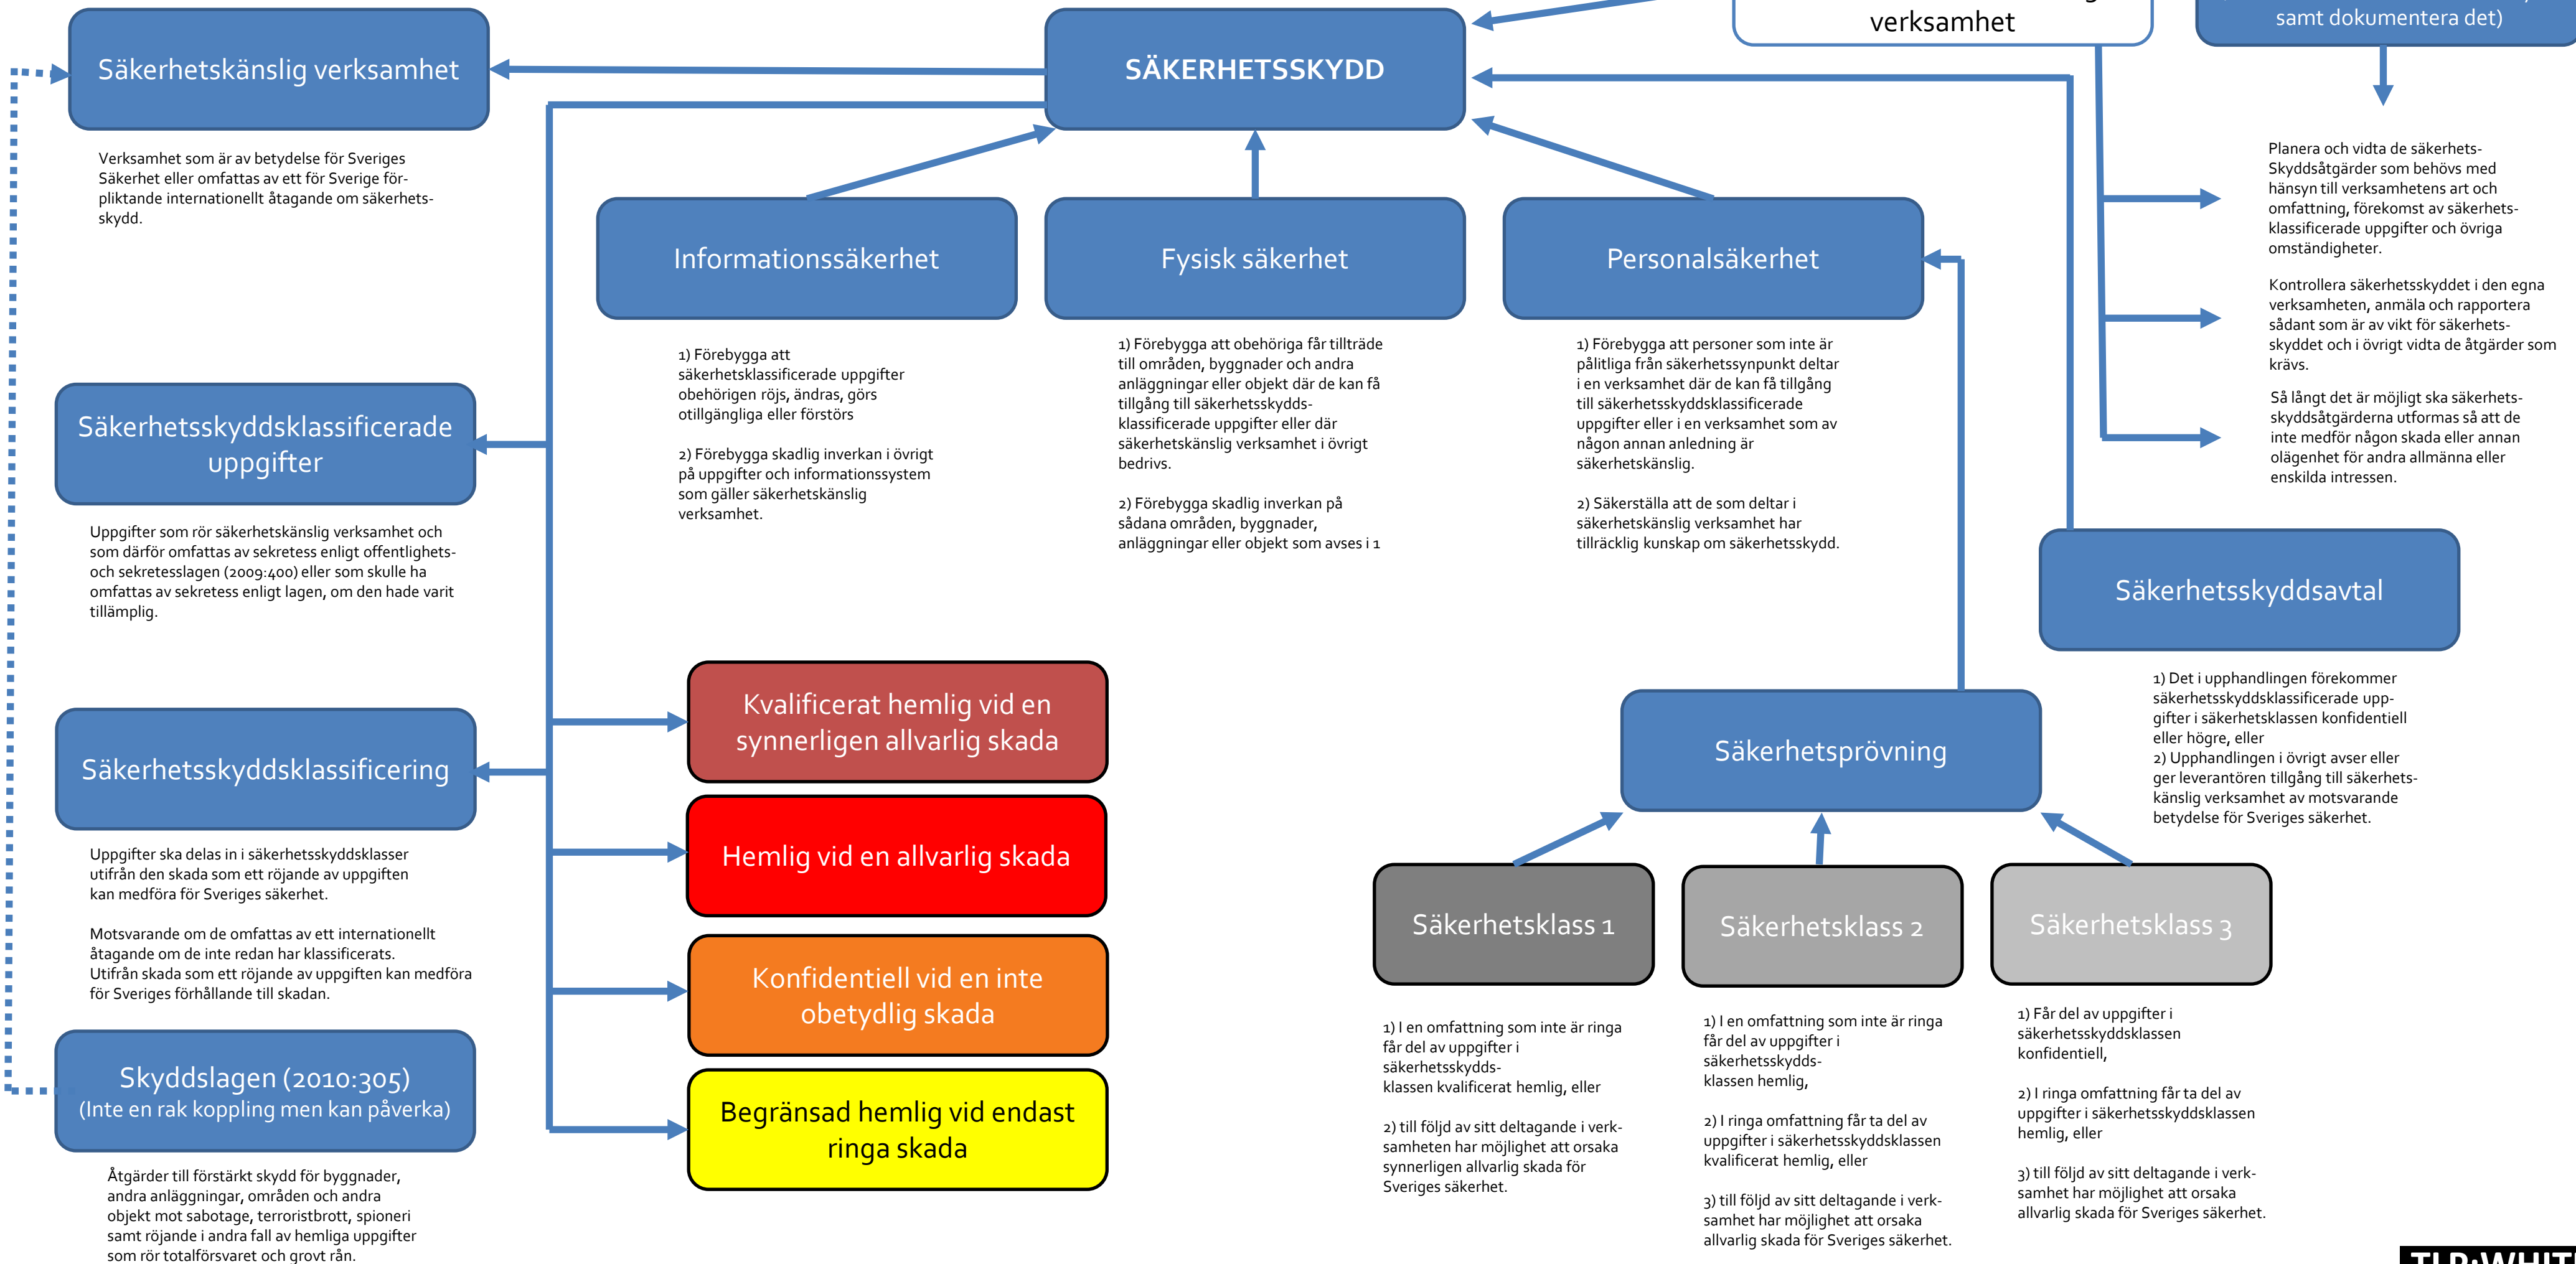 verksamhet
samt dokumentera det)
Säkerhetskänslig verksamhet
SÄKERHETSSKYDD
Verksamhet som är av betydelse för Sveriges
Säkerhet eller omfattas av ett för Sverige för-
pliktande internationellt åtagande om säkerhets-
skydd.
Planera och vidta de säkerhets-
Skyddsåtgärder som behövs med
hänsyn till verksamhetens art och
omfattning, förekomst av säkerhets-
klassificerade uppgifter och övriga
omständigheter.
Kontrollera säkerhetsskyddet i den egna
verksamheten, anmäla och rapportera
sådant som är av vikt för säkerhets-
skyddet och i övrigt vidta de åtgärder som
krävs.
Så långt det är möjligt ska säkerhets-
skyddsåtgärderna utformas så att de
inte medför någon skada eller annan
olägenhet för andra allmänna eller
enskilda intressen.
Informationssäkerhet
Fysisk säkerhet
Personalsäkerhet
1) Förebygga att
säkerhetsklassificerade uppgifter
obehörigen röjs, ändras, görs
otillgängliga eller förstörs
2) Förebygga skadlig inverkan i övrigt
på uppgifter och informationssystem
som gäller säkerhetskänslig
verksamhet.
1) Förebygga att obehöriga får tillträde
till områden, byggnader och andra
anläggningar eller objekt där de kan få
tillgång till säkerhetsskydds-
klassificerade uppgifter eller där
säkerhetskänslig verksamhet i övrigt
bedrivs.
2) Förebygga skadlig inverkan på
sådana områden, byggnader,
anläggningar eller objekt som avses i 1
1) Förebygga att personer som inte är
pålitliga från säkerhetssynpunkt deltar
i en verksamhet där de kan få tillgång
till säkerhetsskyddsklassificerade
uppgifter eller i en verksamhet som av
någon annan anledning är
säkerhetskänslig.
2) Säkerställa att de som deltar i
säkerhetskänslig verksamhet har
tillräcklig kunskap om säkerhetsskydd.
Säkerhetsskyddsklassificerade
uppgifter
Uppgifter som rör säkerhetskänslig verksamhet och
som därför omfattas av sekretess enligt offentlighets-
och sekretesslagen (2009:400) eller som skulle ha
omfattas av sekretess enligt lagen, om den hade varit
tillämplig.
Säkerhetsskyddsavtal
1) Det i upphandlingen förekommer
säkerhetsskyddsklassificerade upp-
gifter i säkerhetsklassen konfidentiell
eller högre, eller
2) Upphandlingen i övrigt avser eller
ger leverantören tillgång till säkerhets-
känslig verksamhet av motsvarande
betydelse för Sveriges säkerhet.
Säkerhetsskyddsklassificering
Uppgifter ska delas in i säkerhetsskyddsklasser
utifrån den skada som ett röjande av uppgiften
kan medföra för Sveriges säkerhet.
Motsvarande om de omfattas av ett internationellt
åtagande om de inte redan har klassificerats.
Utifrån skada som ett röjande av uppgiften kan medföra
för Sveriges förhållande till skadan.
Kvalificerat hemlig vid en
synnerligen allvarlig skada
Hemlig vid en allvarlig skada
Konfidentiell vid en inte
obetydlig skada
Begränsad hemlig vid endast
ringa skada
Säkerhetsprövning
Säkerhetsklass 1
Säkerhetsklass 2
Säkerhetsklass 3
1) I en omfattning som inte är ringa
får del av uppgifter i
säkerhetsskydds-
klassen kvalificerat hemlig, eller
2) till följd av sitt deltagande i verk-
samheten har möjlighet att orsaka
synnerligen allvarlig skada för
Sveriges säkerhet.
1) I en omfattning som inte är ringa
får del av uppgifter i
säkerhetsskydds-
klassen hemlig,
2) I ringa omfattning får ta del av
uppgifter i säkerhetsskyddsklassen
kvalificerat hemlig, eller
3) till följd av sitt deltagande i verk-
samhet har möjlighet att orsaka
allvarlig skada för Sveriges säkerhet.
1) Får del av uppgifter i
säkerhetsskyddsklassen
konfidentiell,
2) I ringa omfattning får ta del av
uppgifter i säkerhetsskyddsklassen
hemlig, eller
3) till följd av sitt deltagande i verk-
samhet har möjlighet att orsaka
allvarlig skada för Sveriges säkerhet.
Skyddslagen (2010:305)
(Inte en rak koppling men kan påverka)
Åtgärder till förstärkt skydd för byggnader,
andra anläggningar, områden och andra
objekt mot sabotage, terroristbrott, spioneri
samt röjande i andra fall av hemliga uppgifter
som rör totalförsvaret och grovt rån.